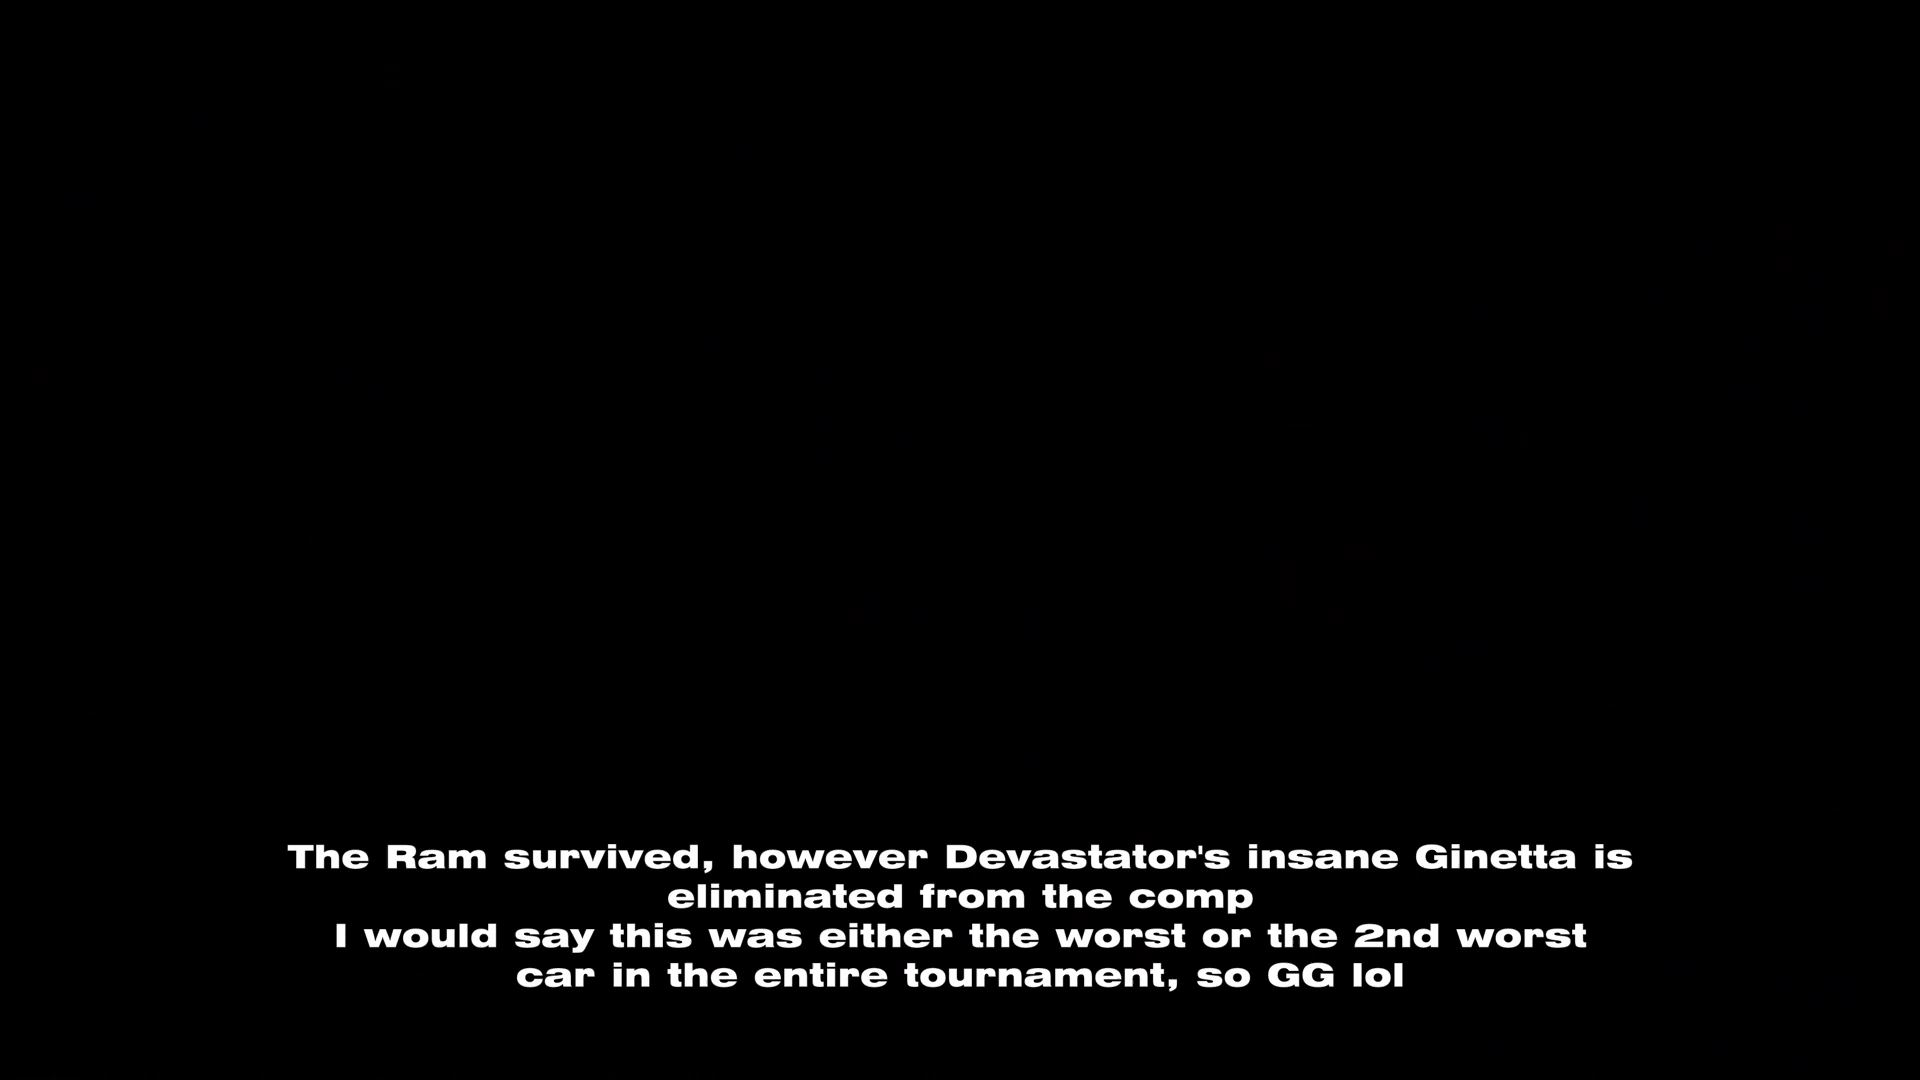 The Ram survived, however Devastator's insane Ginetta is
eliminated from the comp
I would say this was either the worst or the 2nd worst
car in the entire tournament, so GG lol